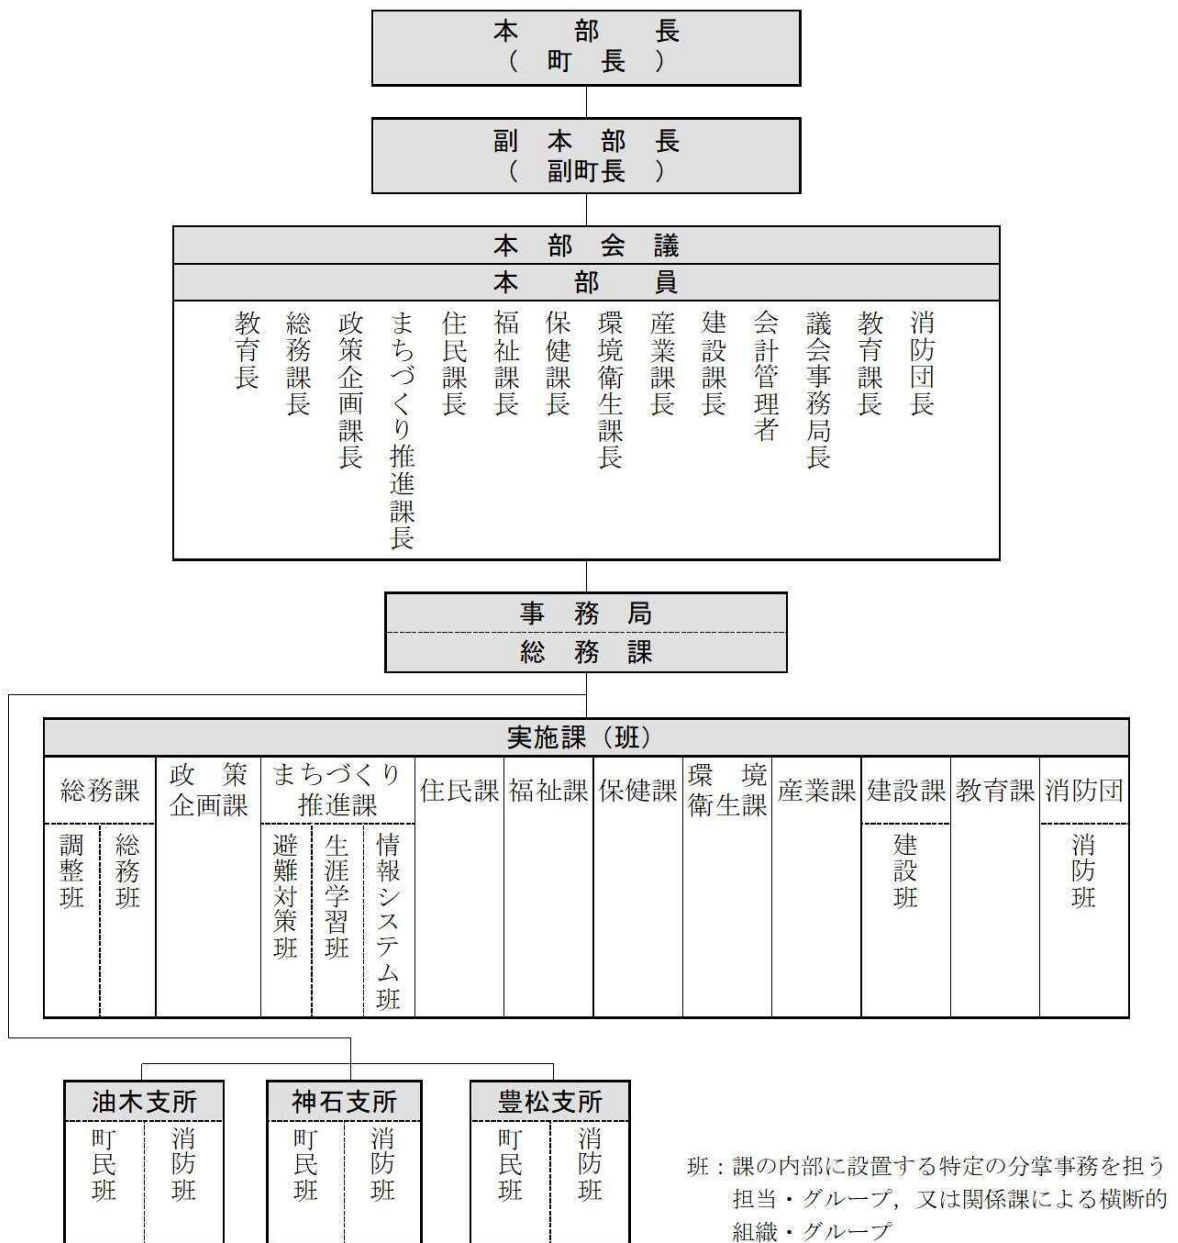 本部長
（町長）
副本部長
（副町長）
本部会議
本部員
教育長
総務課長
政策企画課長
まちづくり推進課長
住民課長
福祉課長
保健課長
環境衛生課長
産業課長
建設課長
会計管理者
議会事務局長
教育課長
消防団長
事務局
総務課
実施課（班）
総務課
調整班
総務班
政策
企画課
まちづくり
推進課
避難対策班
生涯学習班
情報システム班
住民課
福祉課
保健課
環境
衛生課
産業課
建設課
建設班
教育課
消防団
消防班
油木支所
町民班
消防班
神石支所
町民班
消防班
豊松支所
町民班
消防班
班：課の内部に設置する特定の分掌事務を担う
担当・グループ，又は関係課による横断的
組織・グループ